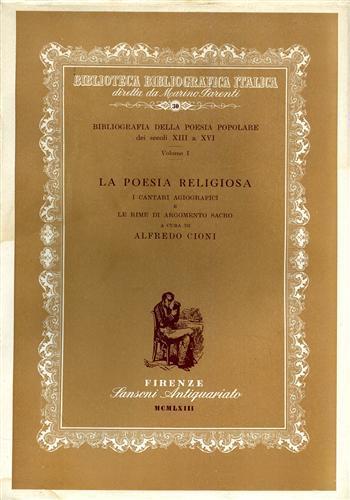 BIBLIOTECA BIBLIOGRAFICA ITALICA
diretta da Marino Parenti
30
BIBLIOGRAFIA DELLA POESIA POPOLARE
dei secoli XIII a XVI
Volume I
LA POESIA RELIGIOSA
I CANTARI AGIOGRAFICI
E
LE RIME DI ARGOMENTO SACRO
A CURA DI
ALFREDO CIONI
FIRENZE
Sansoni Antiquariato
MCMLXIII